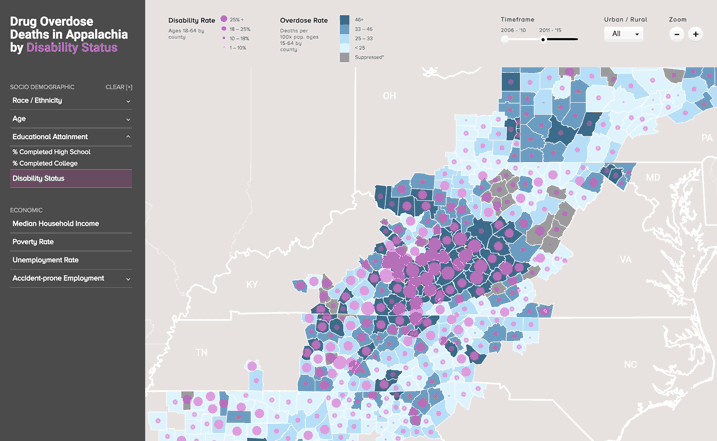 Drug Overdose
Deaths in Appalachia
by Disability Status
SOCIO DEMOGRAPHIC
CLEAR [×]
Race / Ethnicity
Age
Educational Attainment
% Completed High School
% Completed College
Disability Status
ECONOMIC
Median Household Income
Poverty Rate
Unemployment Rate
Accident-prone Employment
Disability Rate
Ages 18-64 by
county
25% +
18 – 25%
10 – 18%
1 – 10%
Overdose Rate
Deaths per
100k pop. ages
15-64 by
county
46+
33 – 45
25 – 33
< 25
Suppressed*
Timeframe
2006 - '10
2011 - '15
Urban / Rural
All
Zoom
OH
PA
MD
VA
KY
TN
NC